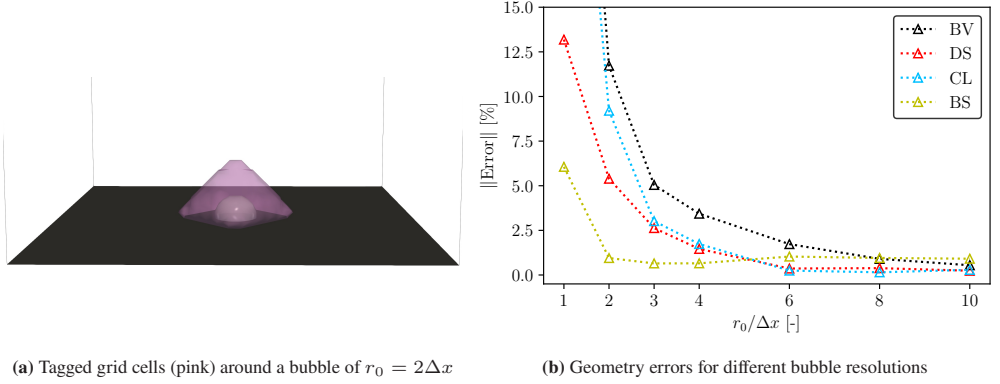 15.0
12.5
10.0
7.5
5.0
2.5
0.0
||Error|| [%]
BV
DS
CL
BS
1 2 3 4 6 8 10
r₀/Δx [-]
(a) Tagged grid cells (pink) around a bubble of r₀ = 2Δx
(b) Geometry errors for different bubble resolutions